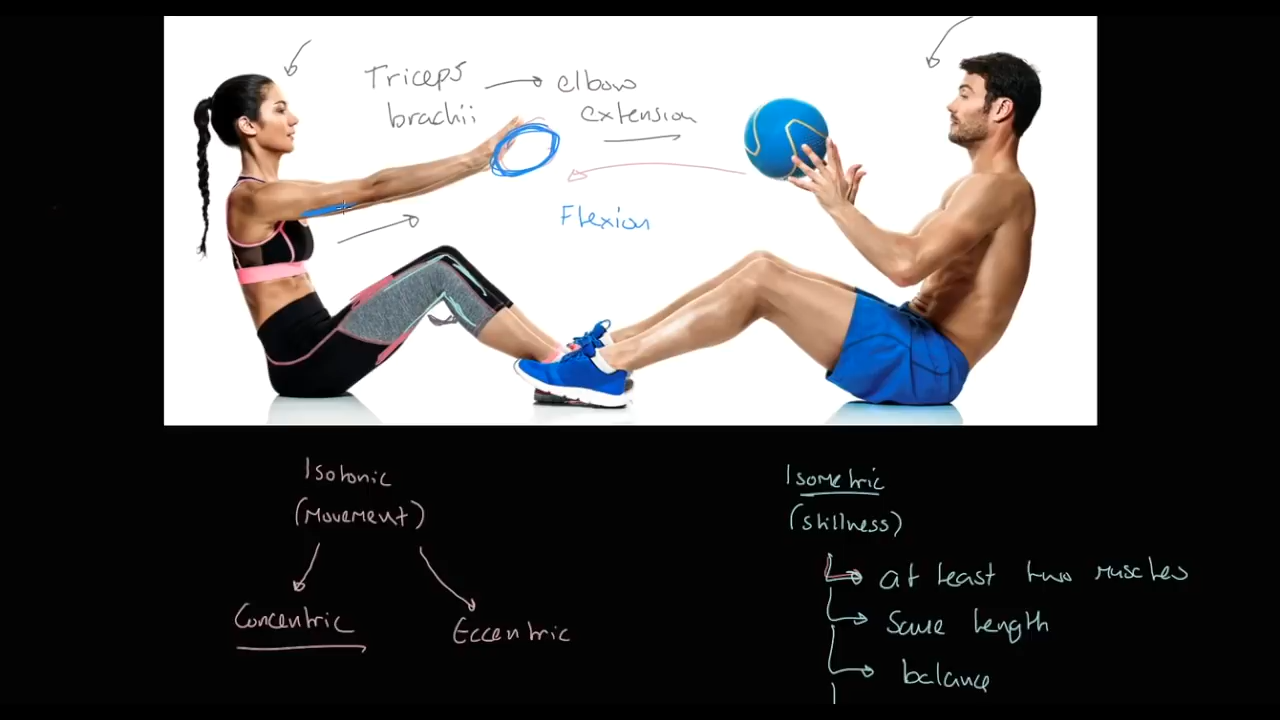 Triceps → elbow
brachii extension
Flexion
Isotonic
(Movement)
Concentric
Eccentric
Isometric
(stillness)
at least two muscles
Same length
balance